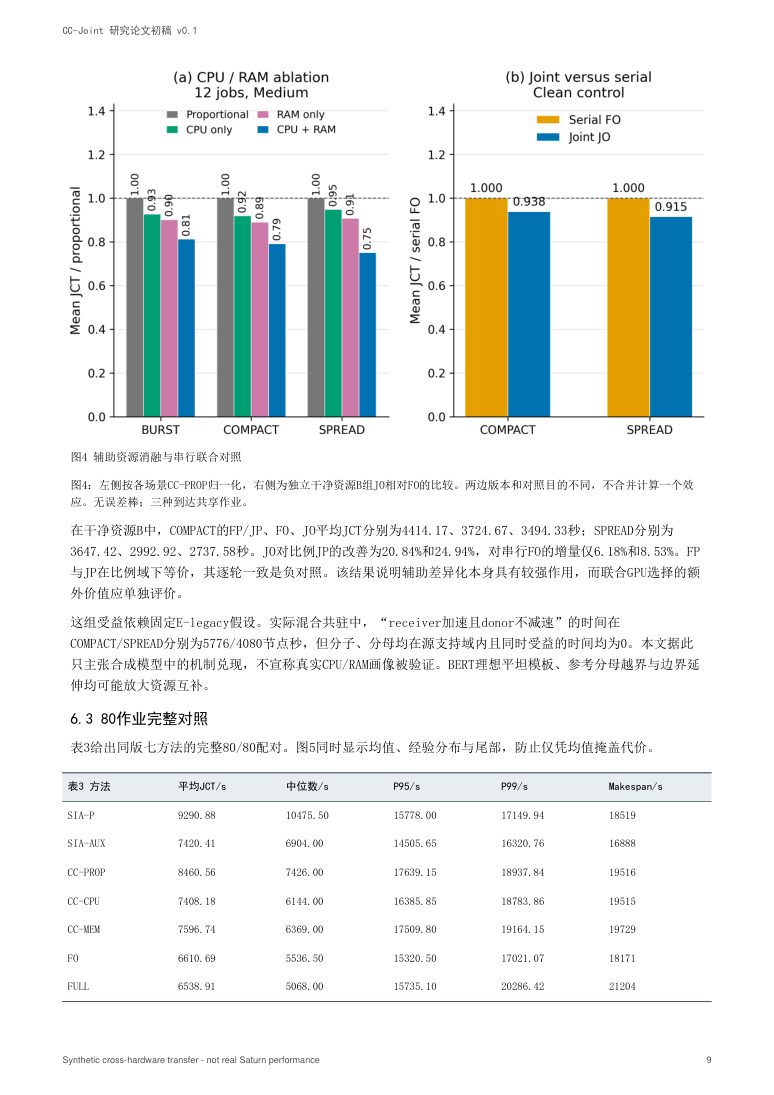 CC-Joint 研究论文初稿 v0.1
(a) CPU / RAM ablation
12 jobs, Medium
Proportional
CPU only
RAM only
CPU + RAM
Mean JCT / proportional
1.4
1.2
1.0
0.8
0.6
0.4
0.2
0.0
1.00
0.93
0.90
0.81
1.00
0.92
0.89
0.79
1.00
0.95
0.91
0.75
BURST
COMPACT
SPREAD
(b) Joint versus serial
Clean control
Serial FO
Joint JO
Mean JCT / serial FO
1.4
1.2
1.0
0.8
0.6
0.4
0.2
0.0
1.000
0.938
1.000
0.915
COMPACT
SPREAD
图4 辅助资源消融与串行联合对照
图4: 左侧按各场景CC-PROP归一化，右侧为独立干净资源B组JO相对FO的比较。两边版本和对照目的不同，不合并计算一个效
应。无误差棒；三种到达共享作业。
在干净资源B中，COMPACT的FP/JP、FO、JO平均JCT分别为4414.17、3724.67、3494.33秒；SPREAD分别为
3647.42、2992.92、2737.58秒。JO对比例JP的改善为20.84%和24.94%，对串行FO的增量仅6.18%和8.53%。FP
与JP在比例域下等价，其逐轮一致是负对照。该结果说明辅助差异化本身具有较强作用，而联合GPU选择的额
外价值应单独评价。
这组受益依赖固定E-legacy假设。实际混合共驻中，“receiver加速且donor不减速”的时间在
COMPACT/SPREAD分别为5776/4080节点秒，但分子、分母均在源支持域内且同时受益的时间均为0。本文据此
只主张合成模型中的机制兑现，不宣称真实CPU/RAM画像被验证。BERT理想平坦模板、参考分母越界与边界延
伸均可能放大资源互补。
6.3 80作业完整对照
表3给出同版七方法的完整80/80配对。图5同时显示均值、经验分布与尾部，防止仅凭均值掩盖代价。
表3 方法 平均JCT/s 中位数/s P95/s P99/s Makespan/s
SIA-P 9290.88 10475.50 15778.00 17149.94 18519
SIA-AUX 7420.41 6904.00 14505.65 16320.76 16888
CC-PROP 8460.56 7426.00 17639.15 18937.84 19516
CC-CPU 7408.18 6144.00 16385.85 18783.86 19515
CC-MEM 7596.74 6369.00 17509.80 19164.15 19729
FO 6610.69 5536.50 15320.50 17021.07 18171
FULL 6538.91 5068.00 15735.10 20286.42 21204
Synthetic cross-hardware transfer - not real Saturn performance
9